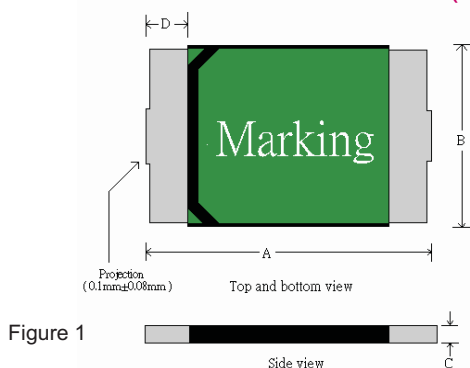 D
Marking
B
A
Projection
(0.1mm±0.08mm)
Top and bottom view
Figure 1
C
Side view